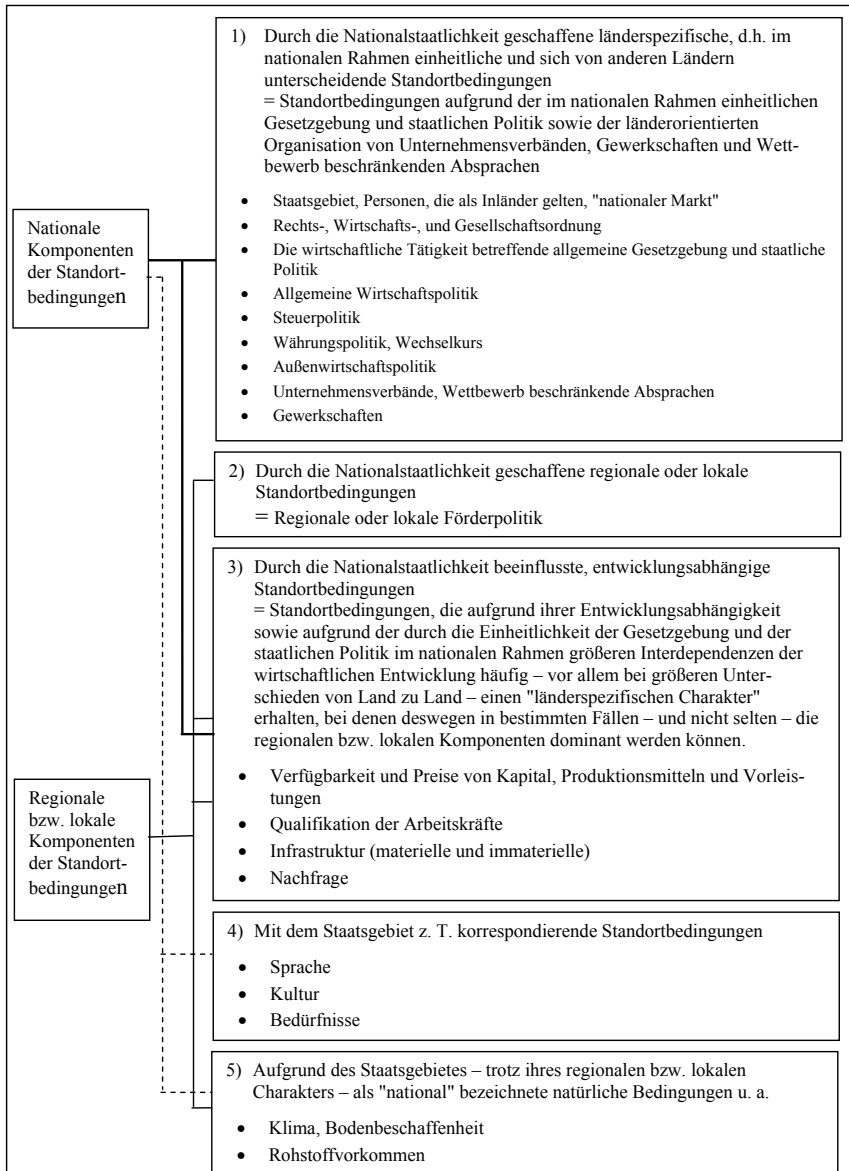 1) Durch die Nationalstaatlichkeit geschaffene länderspezifische, d.h. im
nationalen Rahmen einheitliche und sich von anderen Ländern
unterscheidende Standortbedingungen
= Standortbedingungen aufgrund der im nationalen Rahmen einheitlichen
Gesetzgebung und staatlichen Politik sowie der länderorientierten
Organisation von Unternehmensverbänden, Gewerkschaften und Wett-
bewerb beschränkenden Absprachen
• Staatsgebiet, Personen, die als Inländer gelten, "nationaler Markt"
• Rechts-, Wirtschafts-, und Gesellschaftsordnung
• Die wirtschaftliche Tätigkeit betreffende allgemeine Gesetzgebung und staatliche
Politik
• Allgemeine Wirtschaftspolitik
• Steuerpolitik
• Währungspolitik, Wechselkurs
• Außenwirtschaftspolitik
• Unternehmensverbände, Wettbewerb beschränkende Absprachen
• Gewerkschaften
Nationale
Komponenten
der Standort-
bedingungen
2) Durch die Nationalstaatlichkeit geschaffene regionale oder lokale
Standortbedingungen
= Regionale oder lokale Förderpolitik
3) Durch die Nationalstaatlichkeit beeinflusste, entwicklungsabhängige
Standortbedingungen
= Standortbedingungen, die aufgrund ihrer Entwicklungsabhängigkeit
sowie aufgrund der durch die Einheitlichkeit der Gesetzgebung und der
staatlichen Politik im nationalen Rahmen größeren Interdependenzen der
wirtschaftlichen Entwicklung häufig – vor allem bei größeren Unter-
schieden von Land zu Land – einen "länderspezifischen Charakter"
erhalten, bei denen deswegen in bestimmten Fällen – und nicht selten – die
regionalen bzw. lokalen Komponenten dominant werden können.
• Verfügbarkeit und Preise von Kapital, Produktionsmitteln und Vorleis-
tungen
• Qualifikation der Arbeitskräfte
• Infrastruktur (materielle und immaterielle)
• Nachfrage
Regionale
bzw. lokale
Komponenten
der Standort-
bedingungen
4) Mit dem Staatsgebiet z. T. korrespondierende Standortbedingungen
• Sprache
• Kultur
• Bedürfnisse
5) Aufgrund des Staatsgebietes – trotz ihres regionalen bzw. lokalen
Charakters – als "national" bezeichnete natürliche Bedingungen u. a.
• Klima, Bodenbeschaffenheit
• Rohstoffvorkommen